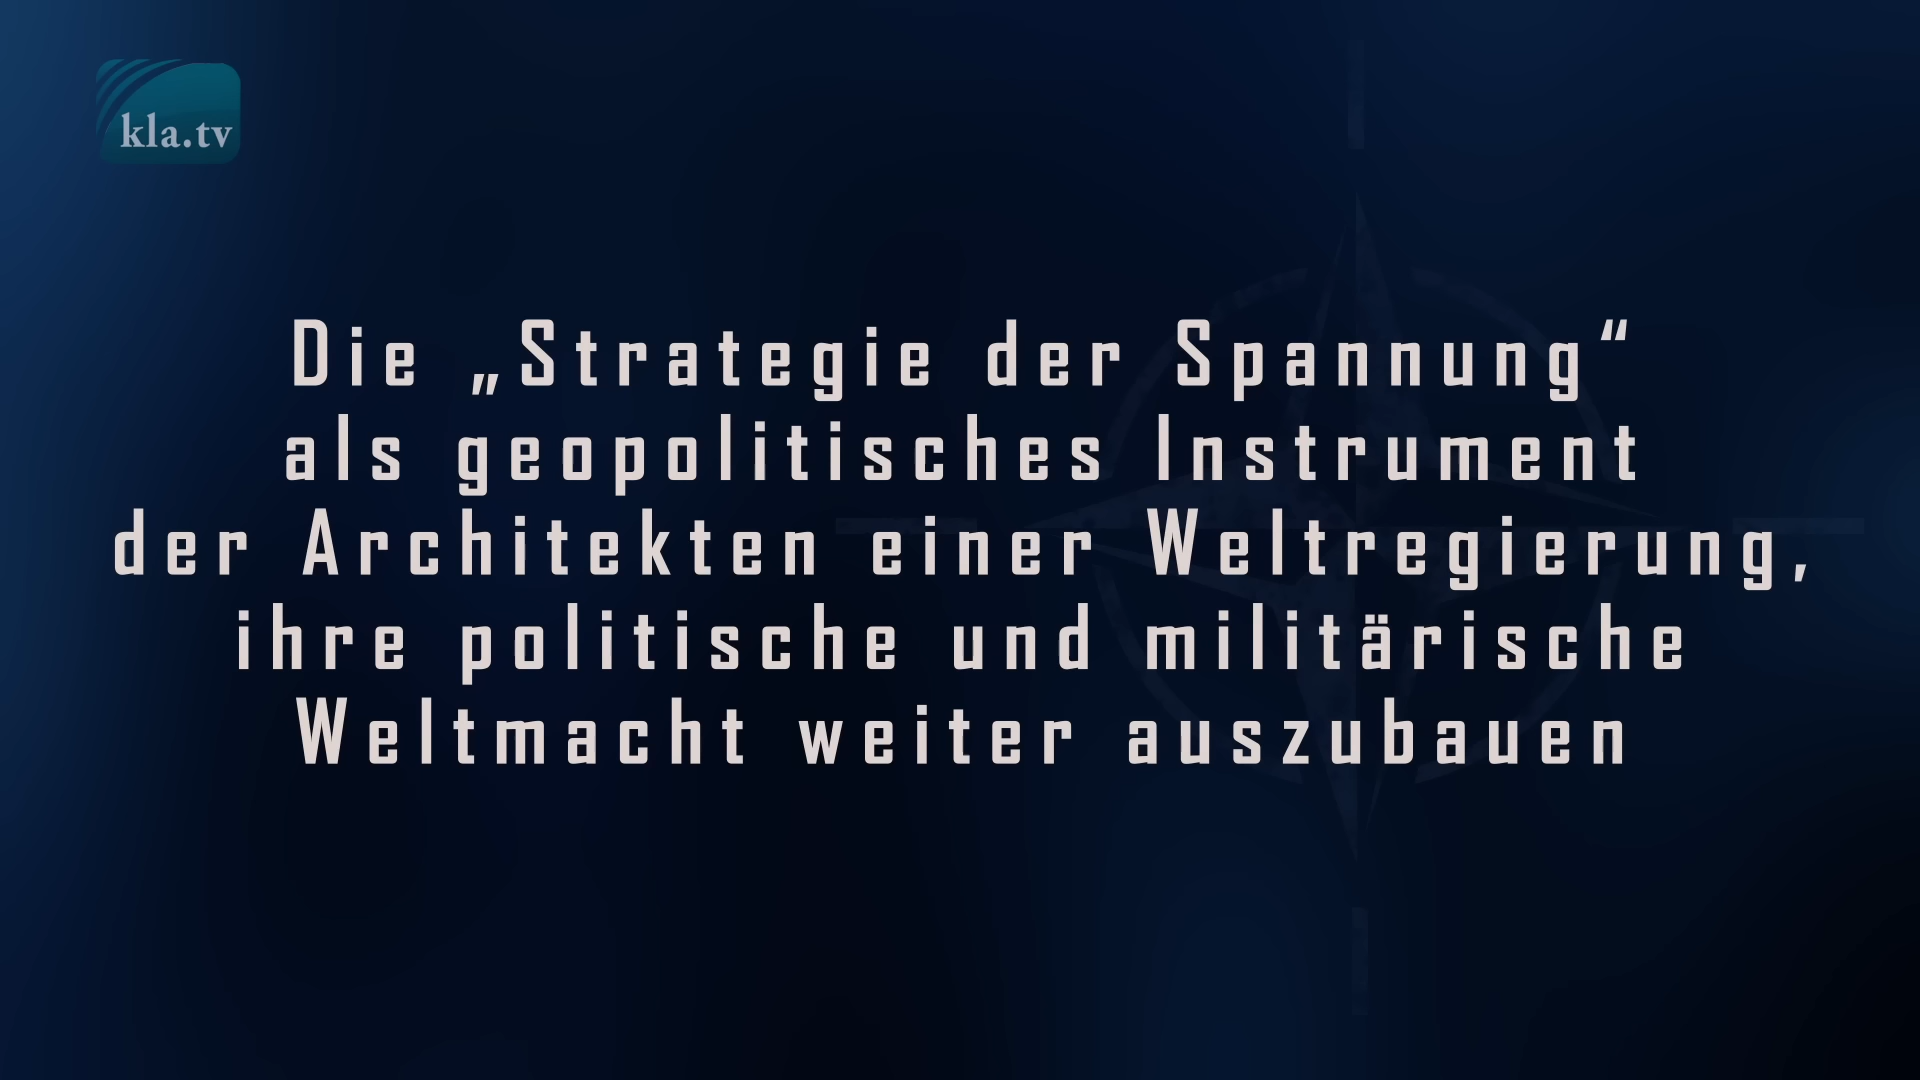 kla.tv
Die „Strategie der Spannung“
als geopolitisches Instrument
der Architekten einer Weltregierung,
ihre politische und militärische
Weltmacht weiter auszubauen